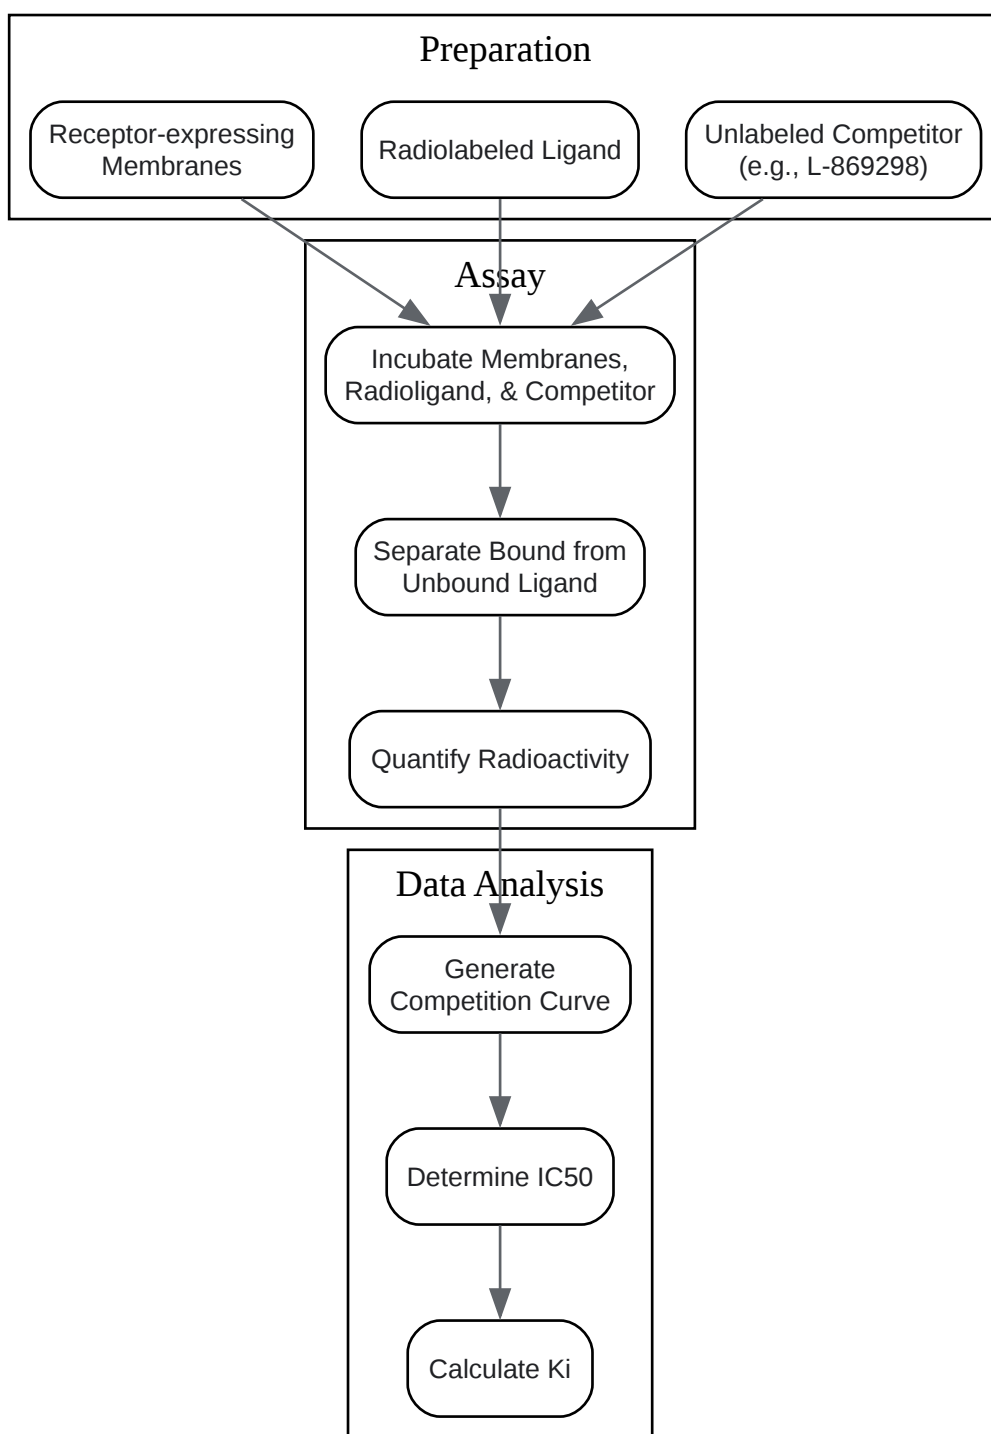 Preparation
Receptor-expressing
Membranes
Radiolabeled Ligand
Unlabeled Competitor
(e.g., L-869298)
Assay
Incubate Membranes,
Radioligand, & Competitor
Separate Bound from
Unbound Ligand
Quantify Radioactivity
Data Analysis
Generate
Competition Curve
Determine IC50
Calculate Ki